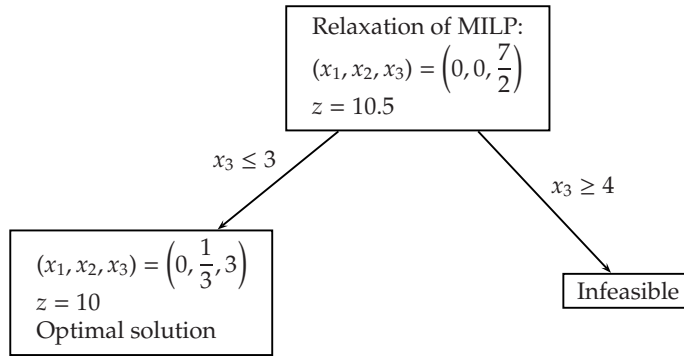 Relaxation of MILP:
(x₁, x₂, x₃) = (0, 0, 7/2)
z = 10.5
x₃ ≤ 3
x₃ ≥ 4
(x₁, x₂, x₃) = (0, 1/3, 3)
z = 10
Optimal solution
Infeasible